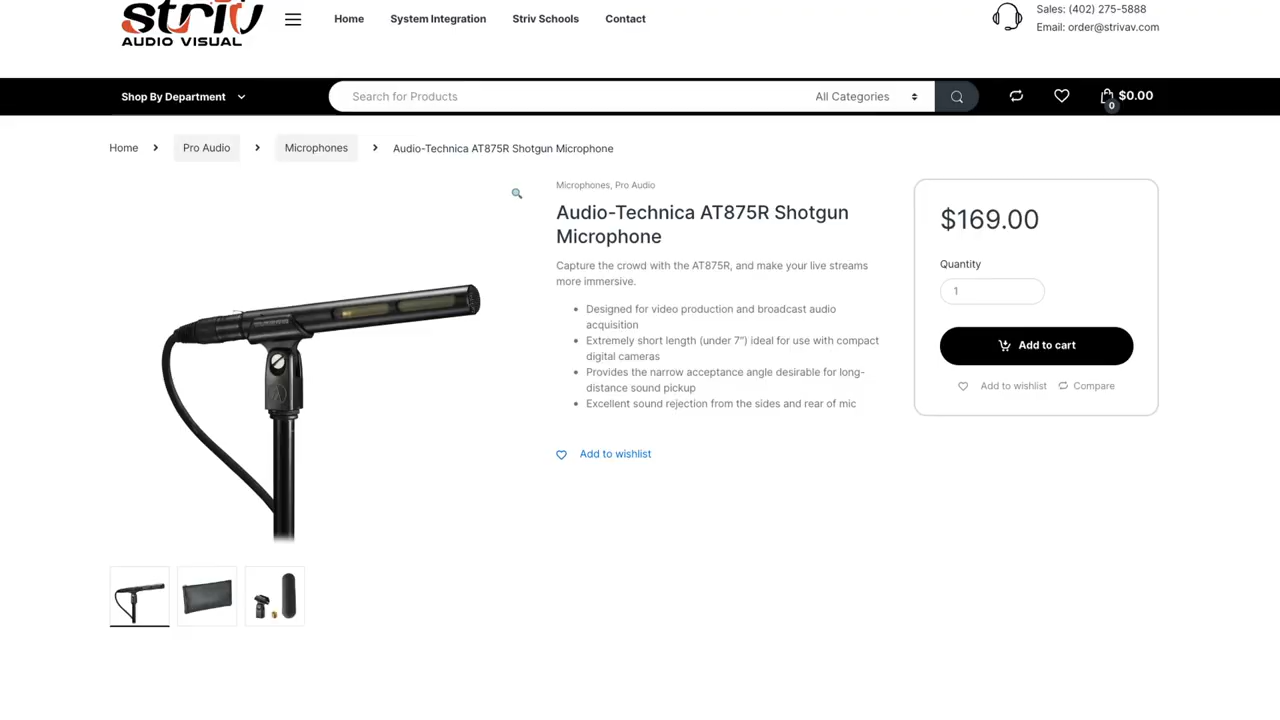 striv
AUDIO VISUAL
Home
System Integration
Striv Schools
Contact
Sales: (402) 275-5888
Email: order@strivav.com
Shop By Department
Search for Products
All Categories
0
$0.00
Home
Pro Audio
Microphones
Audio-Technica AT875R Shotgun Microphone
Microphones, Pro Audio
Audio-Technica AT875R Shotgun
Microphone
Capture the crowd with the AT875R, and make your live streams
more immersive.
Designed for video production and broadcast audio
acquisition
Extremely short length (under 7″) ideal for use with compact
digital cameras
Provides the narrow acceptance angle desirable for long-
distance sound pickup
Excellent sound rejection from the sides and rear of mic
Add to wishlist
$169.00
Quantity
1
Add to cart
Add to wishlist
Compare